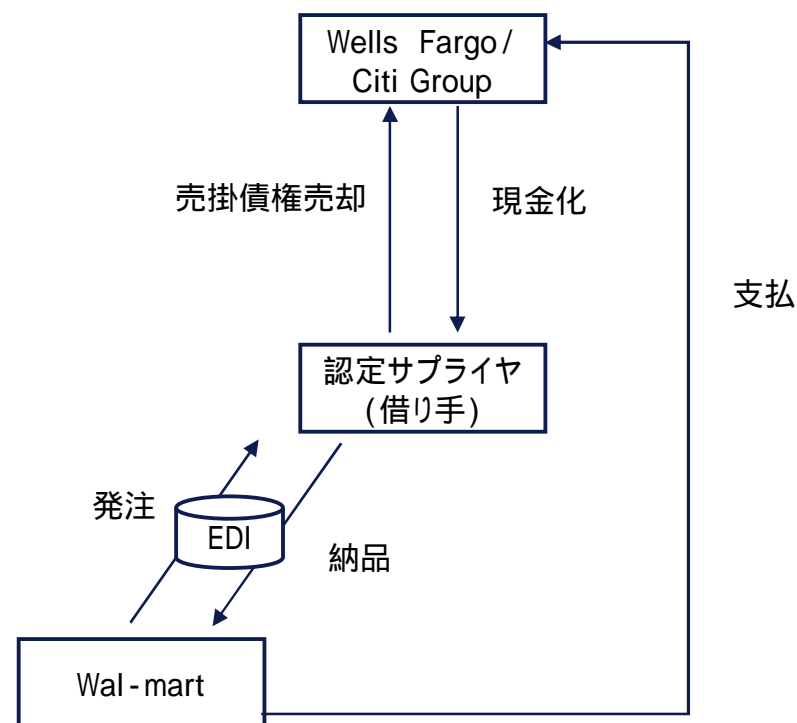 Wells Fargo/
Citi Group
売掛債権売却
現金化
支払
認定サプライヤ
(借り手)
発注
EDI
納品
Wal-mart